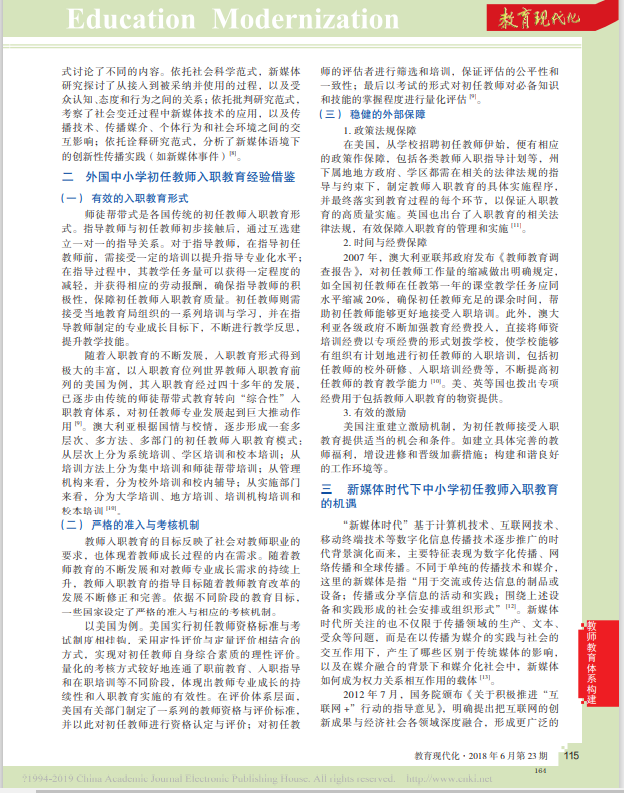 Education Modernization
教育现代化
式讨论了不同的内容。依托社会科学范式，新媒体
研究探讨了从接入到被采纳并使用的过程，以及受
众认知、态度和行为之间的关系；依托批判研究范式，
考察了社会变迁过程中新媒体技术的应用，以及传
播技术、传播媒介、个体行为和社会环境之间的交
互影响；依托诠释研究范式，分析了新媒体语境下
的创新性传播实践（如新媒体事件）[8]。
二 外国中小学初任教师入职教育经验借鉴
（一） 有效的入职教育形式
师徒帮带式是各国传统的初任教师入职教育形
式。指导教师与初任教师初步接触后，通过互选建
立一对一的指导关系。对于指导教师，在指导初任
教师前，需接受一定的培训以提升指导专业化水平；
在指导过程中，其教学任务量可以获得一定程度的
减轻，并获得相应的劳动报酬，确保指导教师的积
极性，保障初任教师入职教育质量。初任教师则需
接受当地教育局组织的一系列培训与学习，并在指
导教师制定的专业成长目标下，不断进行教学反思，
提升教学技能。
随着入职教育的不断发展，入职教育形式得到
极大的丰富，以入职教育位列世界教师入职教育前
列的美国为例，其入职教育经过四十多年的发展，
已逐步由传统的师徒帮带式教育转向“综合性”入
职教育体系，对初任教师专业发展起到巨大推动作
用[9]。澳大利亚根据国情与校情，逐步形成一套多
层次、多方法、多部门的初任教师入职教育模式：
从层次上分为系统培训、学区培训和校本培训；从
培训方法上分为集中培训和师徒帮带培训；从管理
机构来看，分为校外培训和校内辅导；从实施部门
来看，分为大学培训、地方培训、培训机构培训和
校本培训[10]。
（二） 严格的准入与考核机制
教师入职教育的目标反映了社会对教师职业的
要求，也体现着教师成长过程中的内在需求。随着教
师教育的不断发展和对教师专业成长需求的持续上
升，教师入职教育的指导目标随着教师教育改革的
发展不断修正和完善。依据不同阶段的教育目标，
一些国家设定了严格的准入与相应的考核机制。
以美国为例。美国实行初任教师资格标准与考
试制度相挂钩，采用定性评价与定量评价相结合的
方式，实现对初任教师自身综合素质的理性评价。
量化的考核方式较好地连通了职前教育、入职指导
和在职培训等不同阶段，体现出教师专业成长的持
续性和入职教育实施的有效性。在评价体系层面，
美国有关部门制定了一系列的教师资格与评价标准，
并以此对初任教师进行资格认定与评价；对初任教
师的评估者进行筛选和培训，保证评估的公平性和
一致性；最后以考试的形式对初任教师对必备知识
和技能的掌握程度进行量化评估[9]。
（三） 稳健的外部保障
1. 政策法规保障
在美国，从学校招聘初任教师伊始，便有相应
的政策作保障，包括各类教师入职指导计划等，州
下属地地方政府、学区都需在相关的法律法规的指
导与约束下，制定教师入职教育的具体实施程序，
并最终落实到教育过程的每个环节，以保证入职教
育的高质量实施。英国也出台了入职教育的相关法
律法规，有效保障入职教育的管理和实施[11]。
2. 时间与经费保障
2007 年，澳大利亚联邦政府发布《教师教育调
查报告》，对初任教师工作量的缩减做出明确规定，
如全国初任教师在任教第一年的课堂教学任务应同
水平缩减 20%，确保初任教师充足的课余时间，帮
助初任教师能够更好地接受入职培训。此外，澳大
利亚各级政府不断加强教育经费投入，直接将师资
培训经费以专项经费的形式划拨学校，使学校能够
有组织有计划地进行初任教师的入职培训，包括初
任教师的校外研修、入职培训经费等，不断提高初
任教师的教育教学能力[10]。美、英等国也拨出专项
经费用于包括教师入职教育的物资提供。
3. 有效的激励
美国注重建立激励机制，为初任教师接受入职
教育提供适当的机会和条件。如建立具体完善的教
师福利，增设进修和晋级加薪措施；构建和谐良好
的工作环境等。
三 新媒体时代下中小学初任教师入职教育
的机遇
“新媒体时代”基于计算机技术、互联网技术、
移动终端技术等数字化信息传播技术逐步推广的时
代背景演化而来，主要特征表现为数字化传播、网
络传播和全球传播。不同于单纯的传播技术和媒介，
这里的新媒体是指“用于交流或传达信息的制品或
设备；传播或分享信息的活动和实践；围绕上述设
备和实践形成的社会安排或组织形式”[12]。新媒体
时代所关注的也不仅限于传播领域的生产、文本、
受众等问题，而是在以传播为媒介的实践与社会的
交互作用下，产生了哪些区别于传统媒体的影响，
以及在媒介融合的背景下和媒介化社会中，新媒体
如何成为权力关系相互作用的载体[13]。
2012 年 7 月，国务院颁布《关于积极推进“互
联网 +”行动的指导意见》，明确提出把互联网的创
新成果与经济社会各领域深度融合，形成更广泛的
教师教育体系构建
教育现代化·2018 年 6 月第 23 期 115
164
?1994-2019 China Academic Journal Electronic Publishing House. All rights reserved. http://www.cnki.net